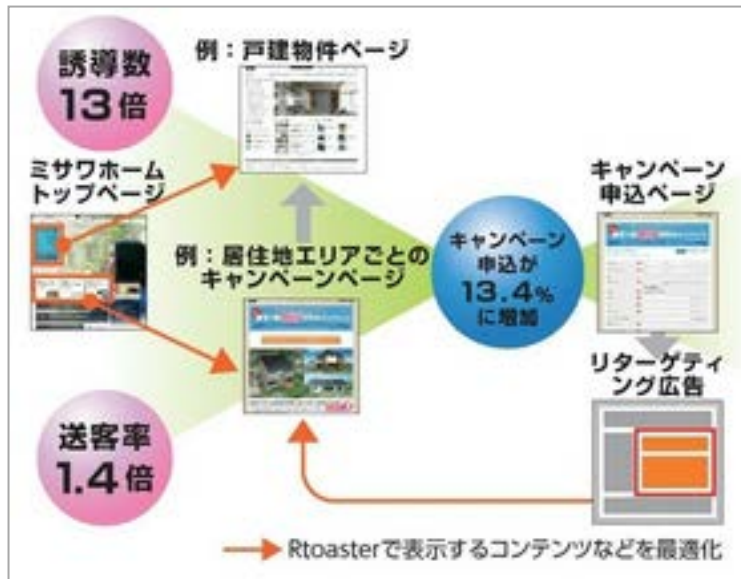 誘導数
13倍
例：戸建物件ページ
ミサワホーム
トップページ
例：居住地エリアごとの
キャンペーンページ
キャンペーン
申込が
13.4%
に増加
キャンペーン
申込ページ
リターゲティ
ング広告
送客率
1.4倍
Rtoasterで表示するコンテンツなどを最適化